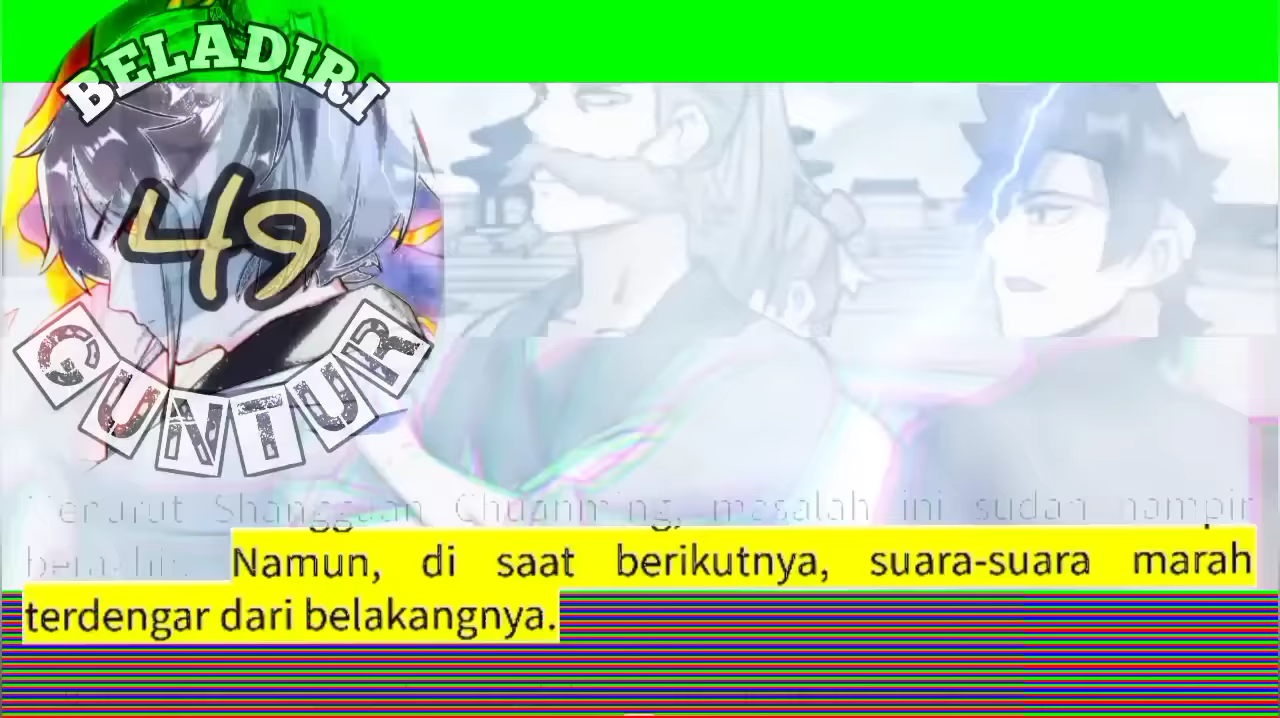 BELADIRI
49
GUNTUR
Menurut Shangguan Chuanming, masalah ini sudah hampir
berakhir. Namun, di saat berikutnya, suara-suara marah
terdengar dari belakangnya.